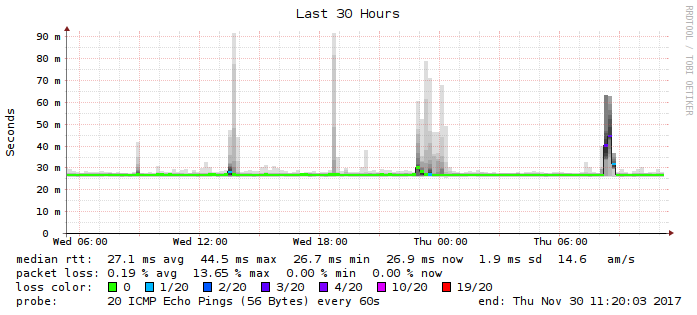 Last 30 Hours
RRDTOOL / TOBI OETIKER
Seconds
90 m
80 m
70 m
60 m
50 m
40 m
30 m
20 m
10 m
0
Wed 06:00 Wed 12:00 Wed 18:00 Thu 00:00 Thu 06:00
median rtt: 27.1 ms avg 44.5 ms max 26.7 ms min 26.9 ms now 1.9 ms sd 14.6 am/s
packet loss: 0.19 % avg 13.65 % max 0.00 % min 0.00 % now
loss color: 0 1/20 2/20 3/20 4/20 10/20 19/20
probe: 20 ICMP Echo Pings (56 Bytes) every 60s end: Thu Nov 30 11:20:03 2017